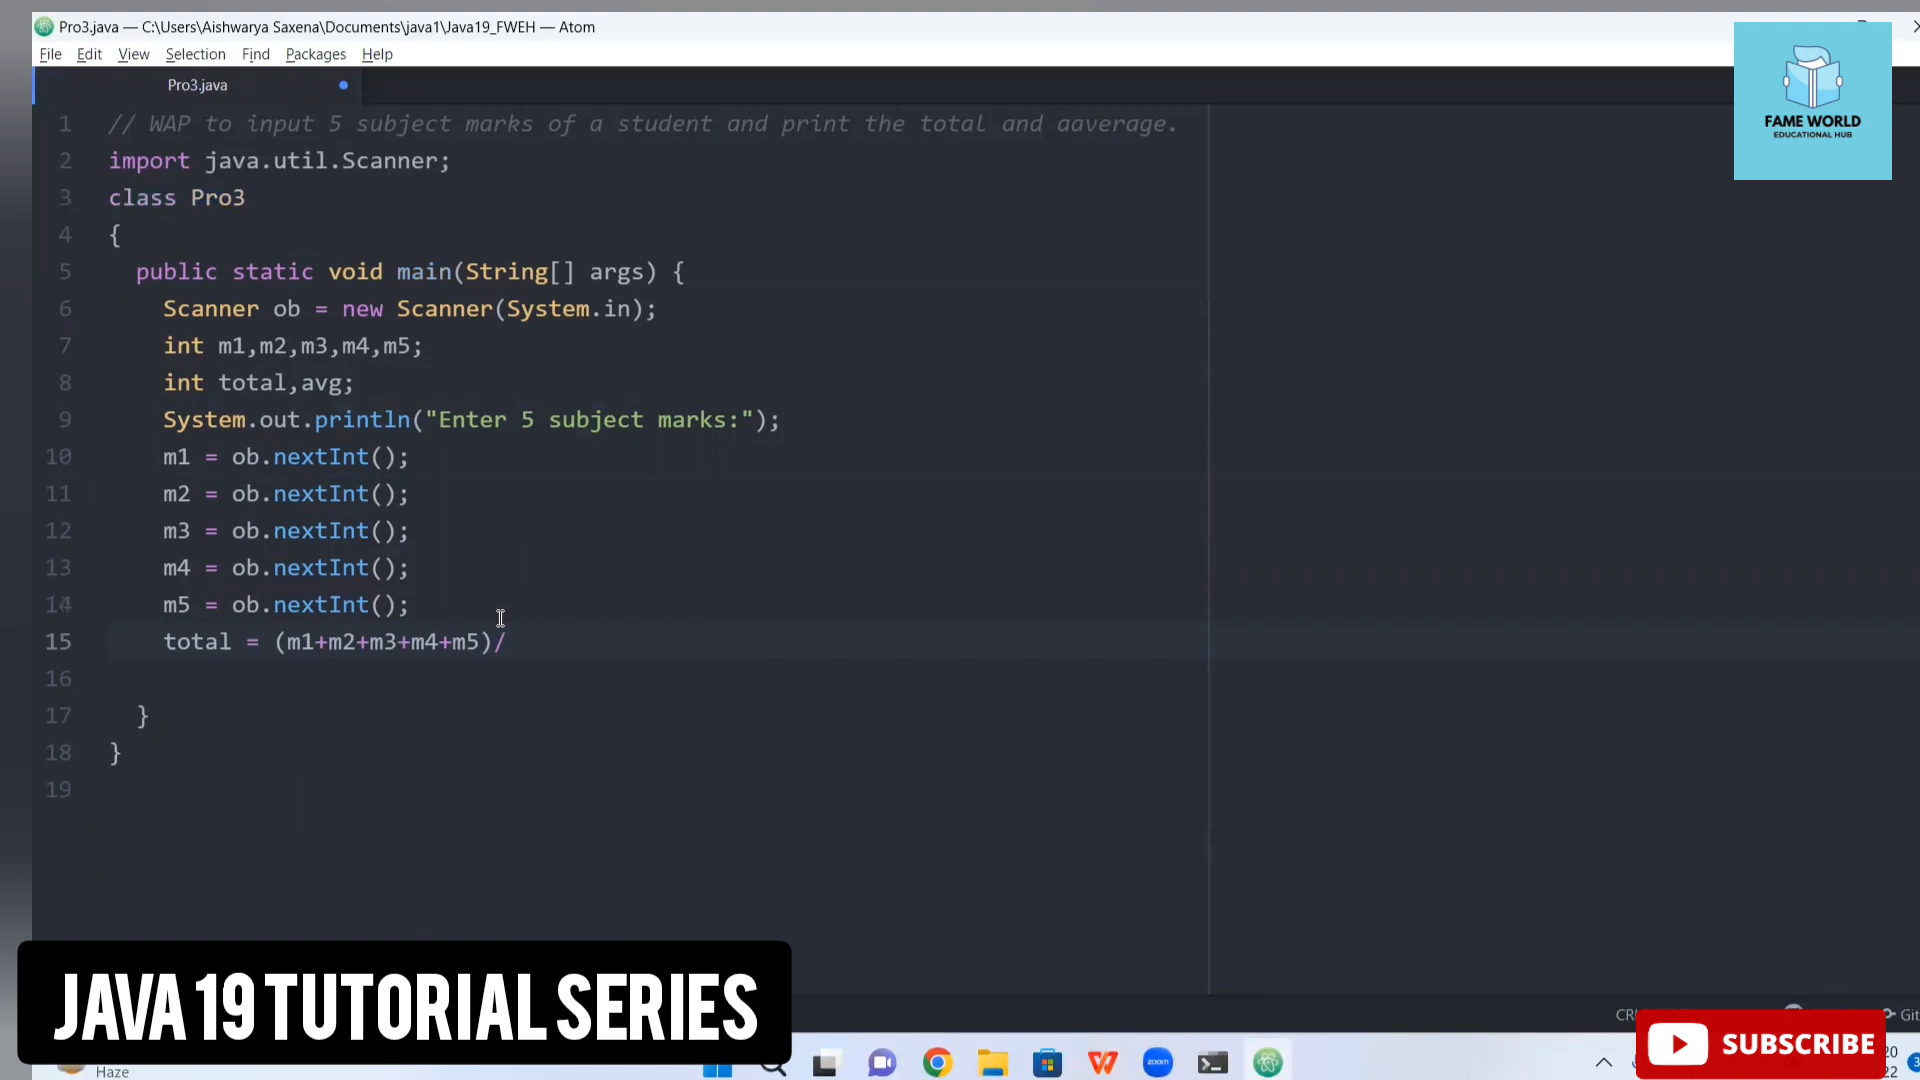 Pro3.java — C:\Users\Aishwarya Saxena\Documents\java1\Java19_FWEH — Atom
File Edit View Selection Find Packages Help
Pro3.java
FAME WORLD
EDUCATIONAL HUB
1 // WAP to input 5 subject marks of a student and print the total and aaverage.
2 import java.util.Scanner;
3 class Pro3
4 {
5 public static void main(String[] args) {
6 Scanner ob = new Scanner(System.in);
7 int m1,m2,m3,m4,m5;
8 int total,avg;
9 System.out.println("Enter 5 subject marks:");
10 m1 = ob.nextInt();
11 m2 = ob.nextInt();
12 m3 = ob.nextInt();
13 m4 = ob.nextInt();
14 m5 = ob.nextInt();
15 total = (m1+m2+m3+m4+m5)/
16
17 }
18 }
19
JAVA 19 TUTORIAL SERIES
Git
SUBSCRIBE
zoom
Haze